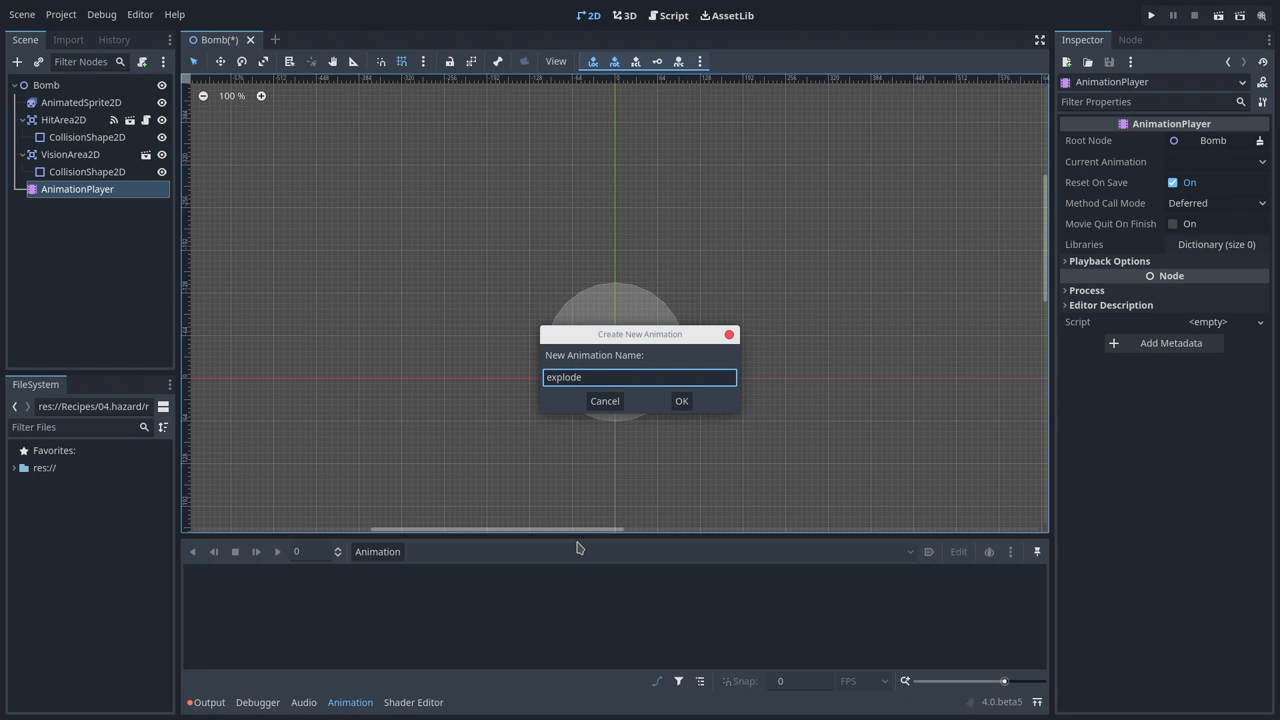 Scene Project Debug Editor Help
2D 3D Script AssetLib
Scene Import History
Filter Nodes
Bomb
AnimatedSprite2D
HitArea2D
CollisionShape2D
VisionArea2D
CollisionShape2D
AnimationPlayer
FileSystem
res://Recipes/04.hazard/r
Filter Files
Favorites:
res://
Bomb(*)
View
100 %
Create New Animation
New Animation Name:
explode
Cancel OK
0 Animation Edit
Snap: 0 FPS
Output Debugger Audio Animation Shader Editor 4.0.beta5
Inspector Node
AnimationPlayer
Filter Properties
AnimationPlayer
Root Node Bomb
Current Animation
Reset On Save On
Method Call Mode Deferred
Movie Quit On Finish On
Libraries Dictionary (size 0)
Playback Options
Node
Process
Editor Description
Script <empty>
Add Metadata